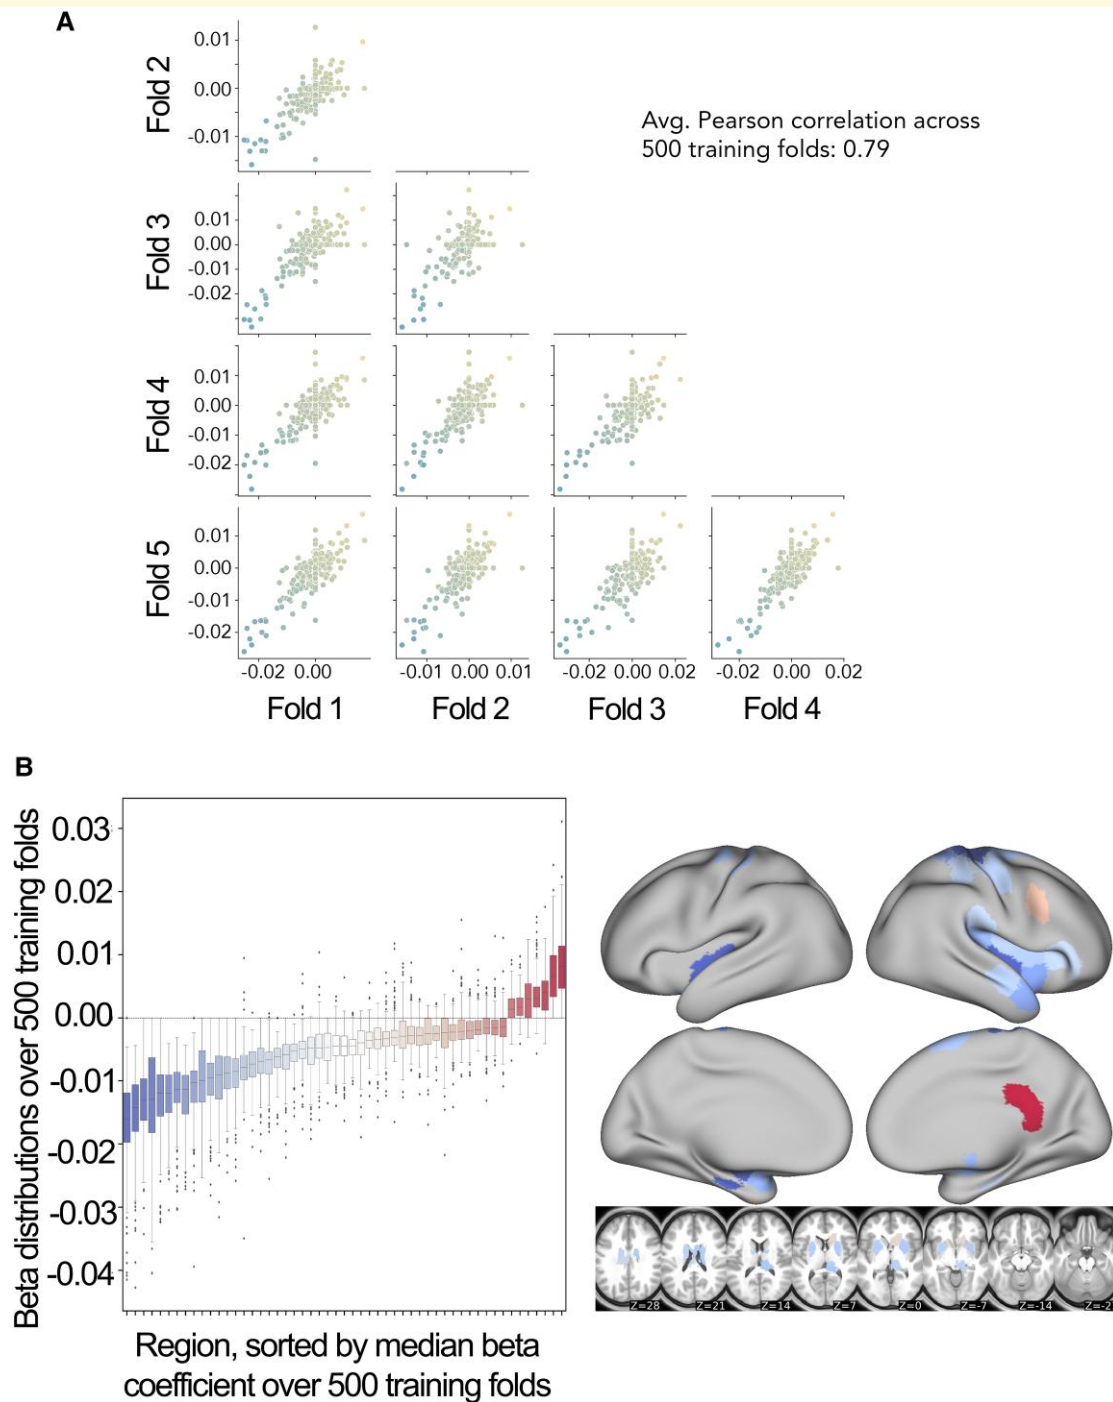 A
Fold 2
0.01
0.00
-0.01
Avg. Pearson correlation across
500 training folds: 0.79
Fold 3
0.01
0.00
-0.01
-0.02
Fold 4
0.01
0.00
-0.01
-0.02
Fold 5
0.01
0.00
-0.01
-0.02
-0.02 0.00
-0.01 0.00 0.01
-0.02 0.00 0.02
-0.02 0.00 0.02
Fold 1
Fold 2
Fold 3
Fold 4
B
Beta distributions over 500 training folds
0.03
0.02
0.01
0.00
-0.01
-0.02
-0.03
-0.04
Z=28
Z=21
Z=14
Z=7
Z=0
Z=-7
Z=-14
Region, sorted by median beta
coefficient over 500 training folds